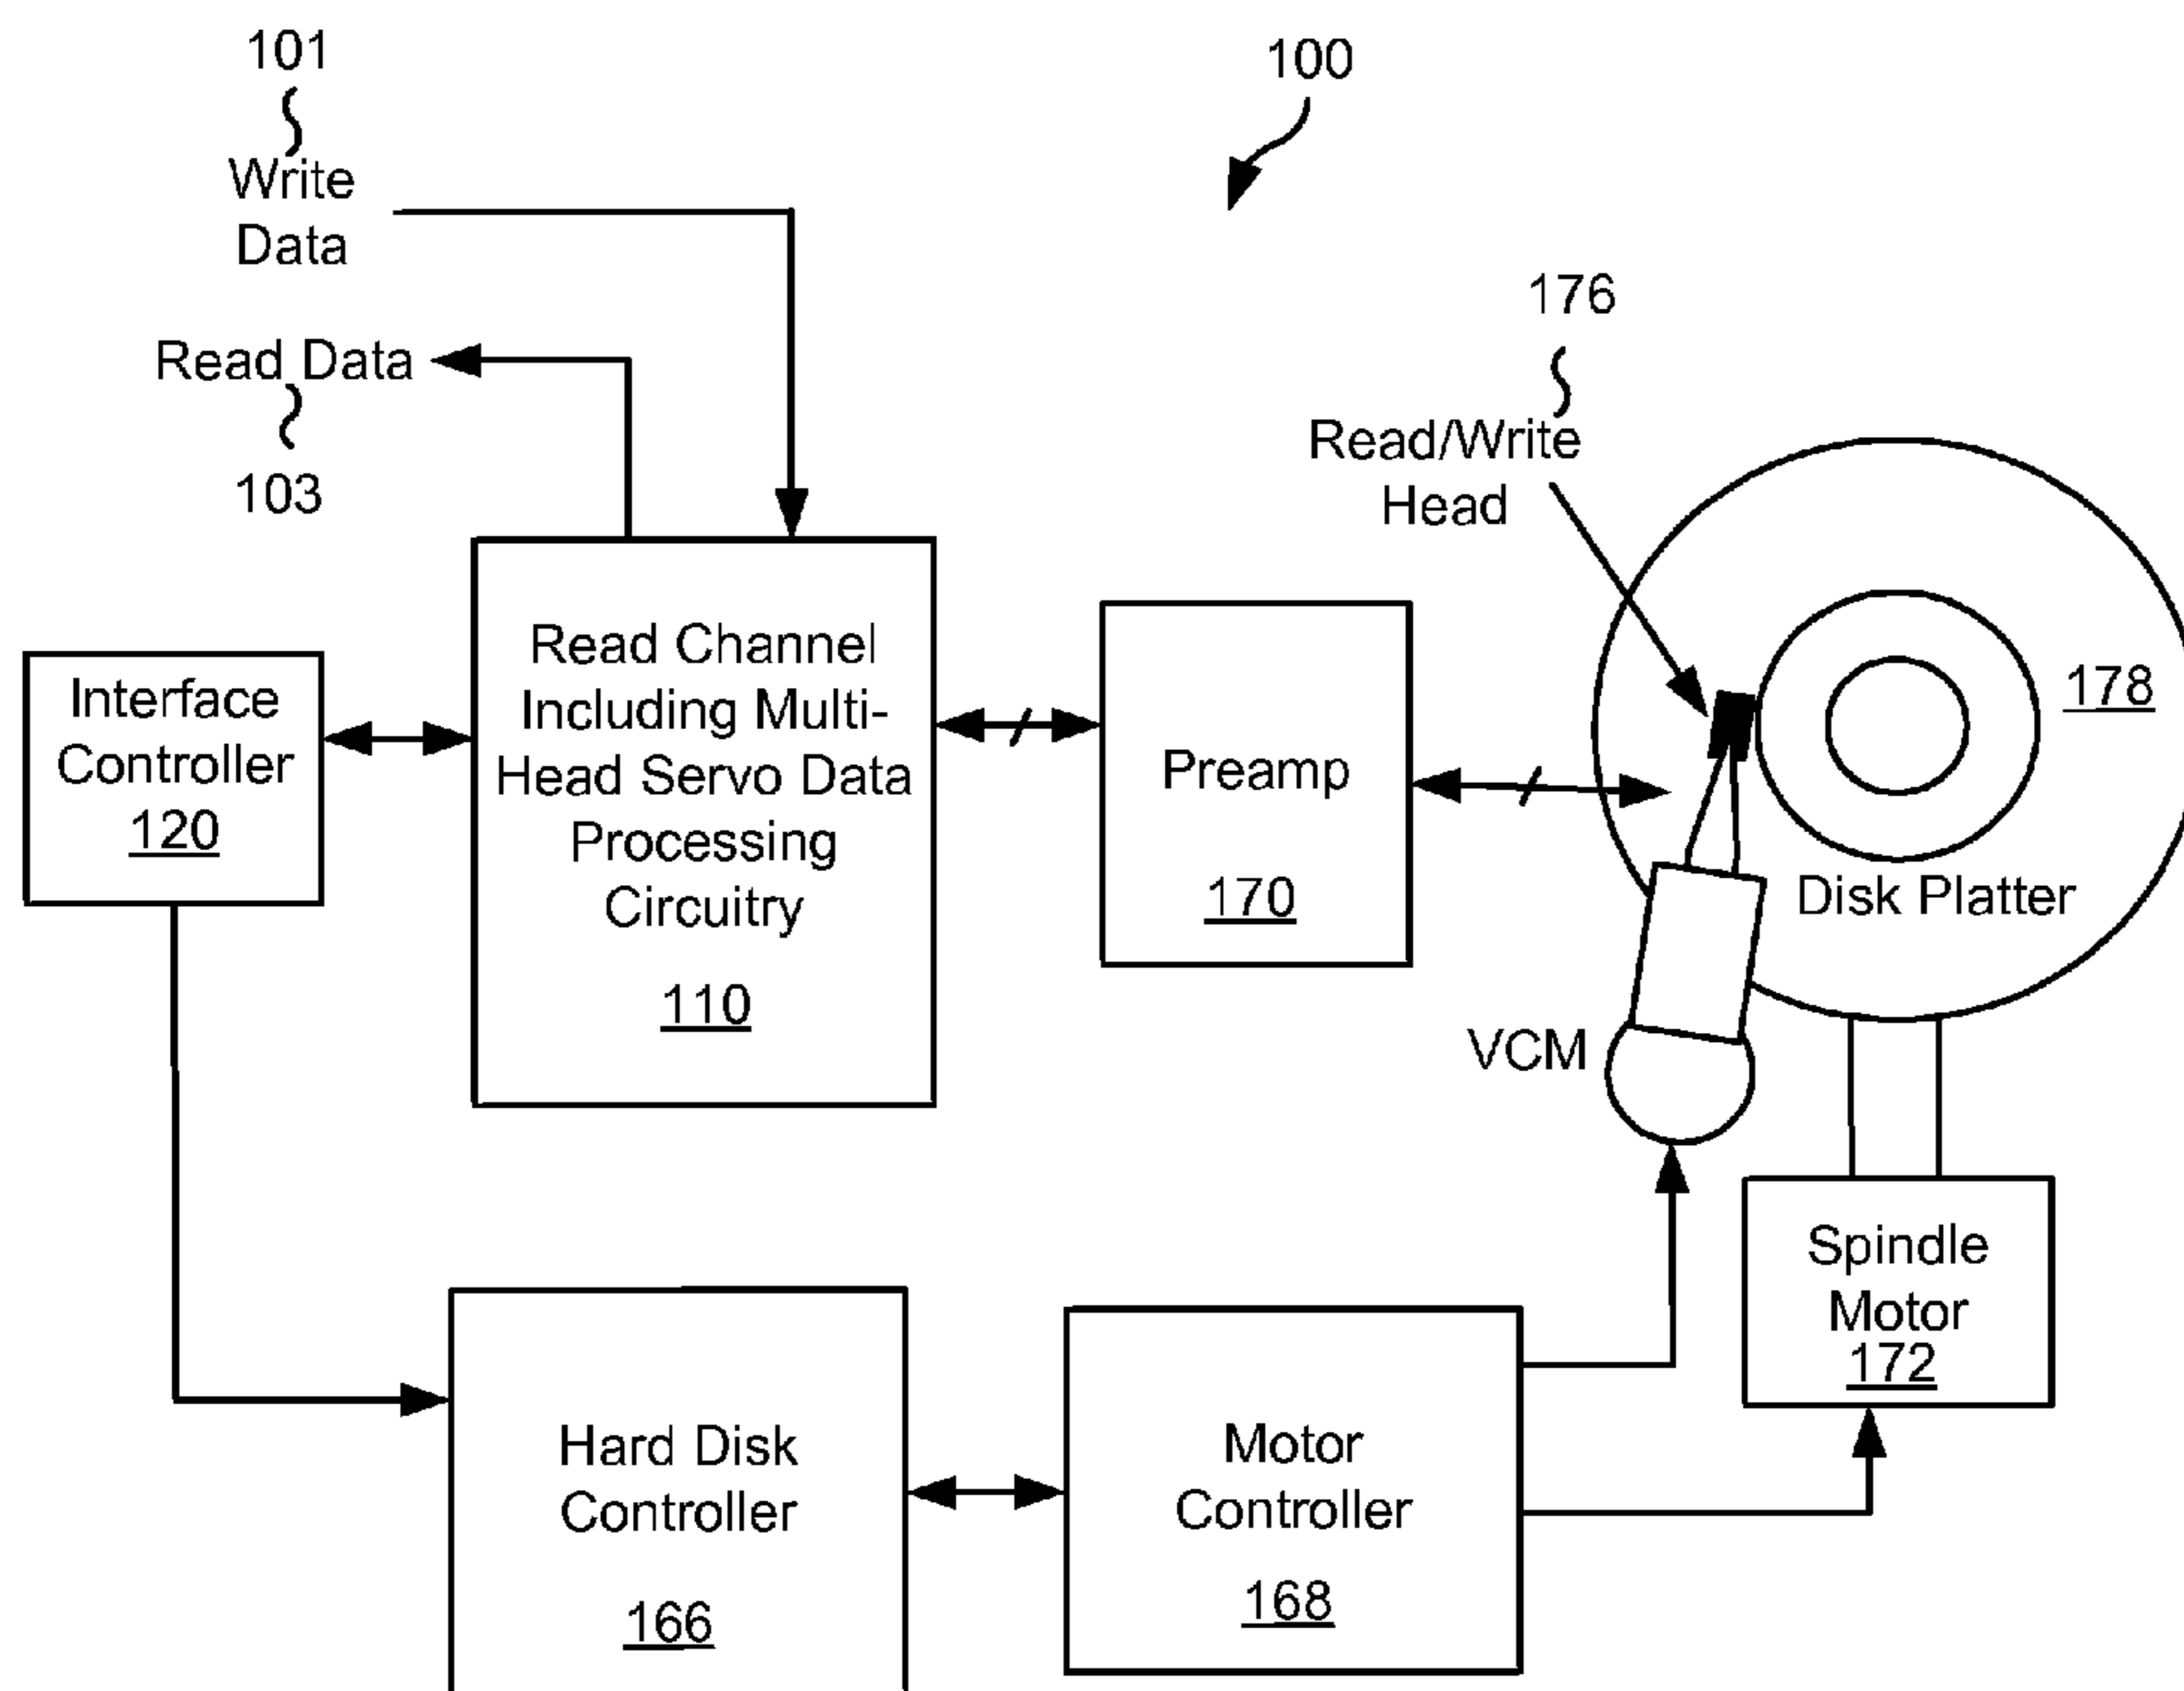 101
Write
Data
100
Read Data
103
176
Read/Write
Head
Interface
Controller
120
Read Channel
Including Multi-
Head Servo Data
Processing
Circuitry
110
Preamp
170
178
Disk Platter
VCM
Spindle
Motor
172
Hard Disk
Controller
166
Motor
Controller
168